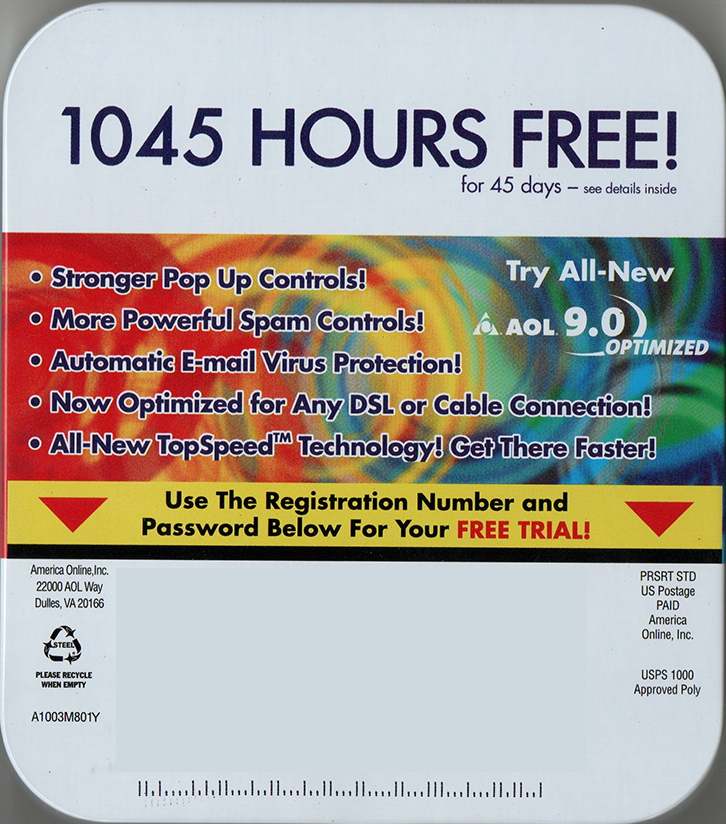 1045 HOURS FREE!
for 45 days – see details inside
• Stronger Pop Up Controls!
• More Powerful Spam Controls!
• Automatic E-mail Virus Protection!
• Now Optimized for Any DSL or Cable Connection!
• All-New TopSpeed™ Technology! Get There Faster!
Try All-New
AOL 9.0
OPTIMIZED
Use The Registration Number and
Password Below For Your FREE TRIAL!
America Online,Inc.
22000 AOL Way
Dulles, VA 20166
STEEL
PLEASE RECYCLE
WHEN EMPTY
A1003M801Y
PRSRT STD
US Postage
PAID
America
Online, Inc.
USPS 1000
Approved Poly